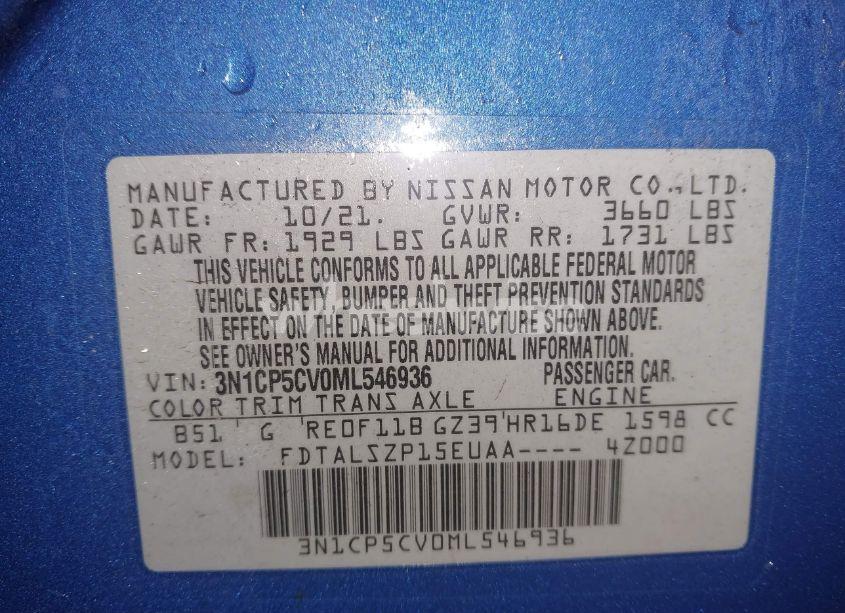 MANUFACTURED BY NISSAN MOTOR CO., LTD.
DATE: 10/21. GVWR: 3660 LBS
GAWR FR: 1929 LBS GAWR RR: 1731 LBS
THIS VEHICLE CONFORMS TO ALL APPLICABLE FEDERAL MOTOR
VEHICLE SAFETY, BUMPER AND THEFT PREVENTION STANDARDS
IN EFFECT ON THE DATE OF MANUFACTURE SHOWN ABOVE.
SEE OWNER'S MANUAL FOR ADDITIONAL INFORMATION.
VIN: 3N1CP5CV0ML546936 PASSENGER CAR.
COLOR TRIM TRANS AXLE ENGINE
B51 ' G 'RE0F11B GZ39'HR16DE 1598 CC
MODEL: FDTALSZP15EUAA---- 4Z000
3N1CP5CV0ML546936